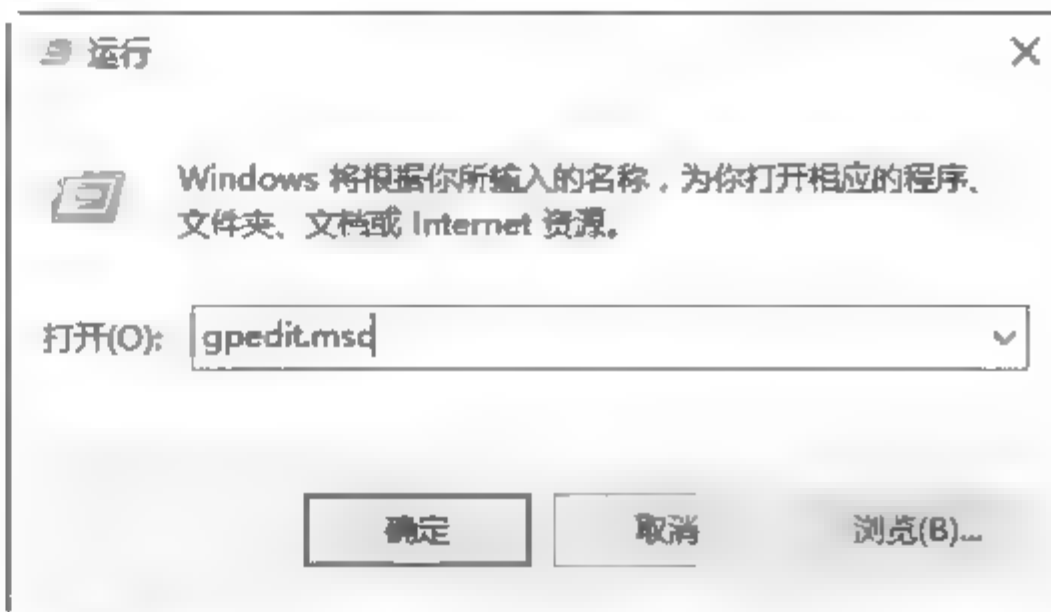 运行
Windows 将根据你所输入的名称，为你打开相应的程序、
文件夹、文档或 Internet 资源。
打开(O): gpedit.msc
确定 取消 浏览(B)...